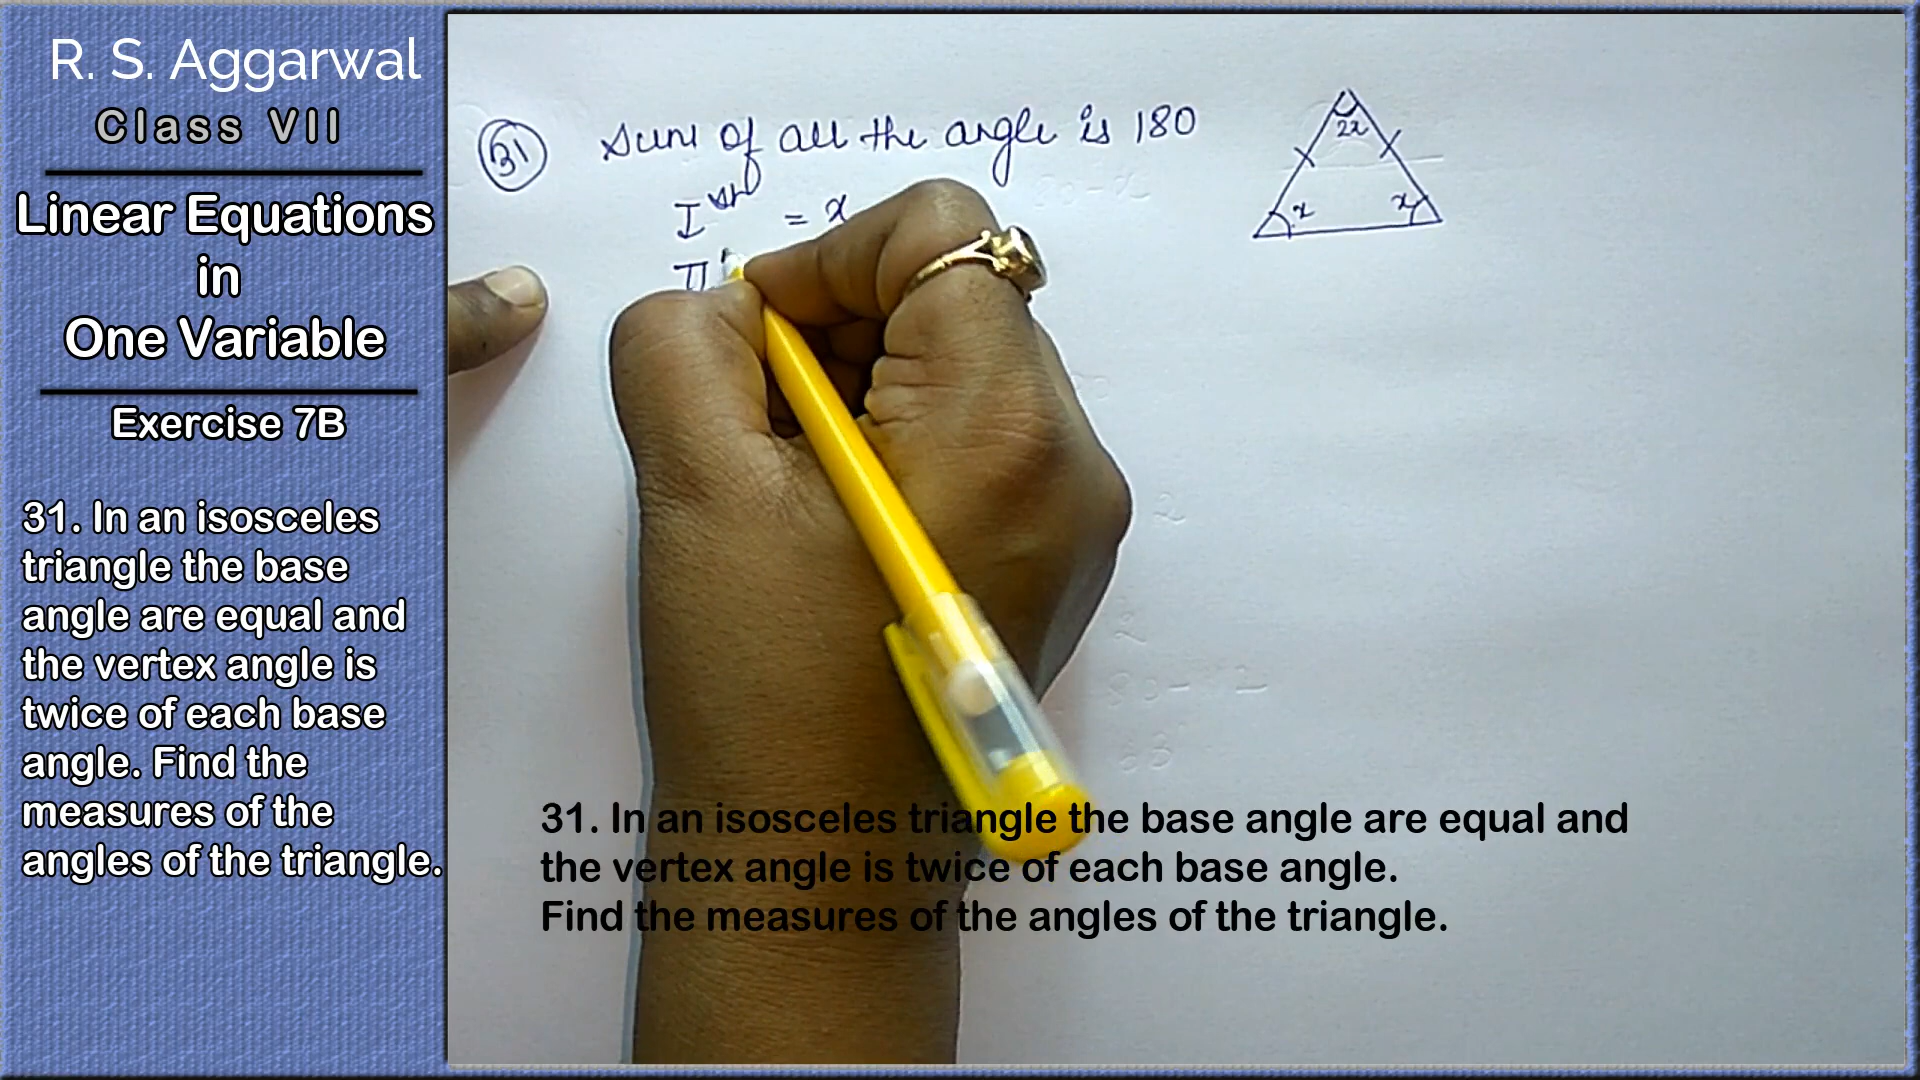 R. S. Aggarwal
Class VII
Linear Equations
in
One Variable
Exercise 7B
31. In an isosceles
triangle the base
angle are equal and
the vertex angle is
twice of each base
angle. Find the
measures of the
angles of the triangle.
31 Sum of all the angle is 180
I = x
II
2x
x x
31. In an isosceles triangle the base angle are equal and
the vertex angle is twice of each base angle.
Find the measures of the angles of the triangle.